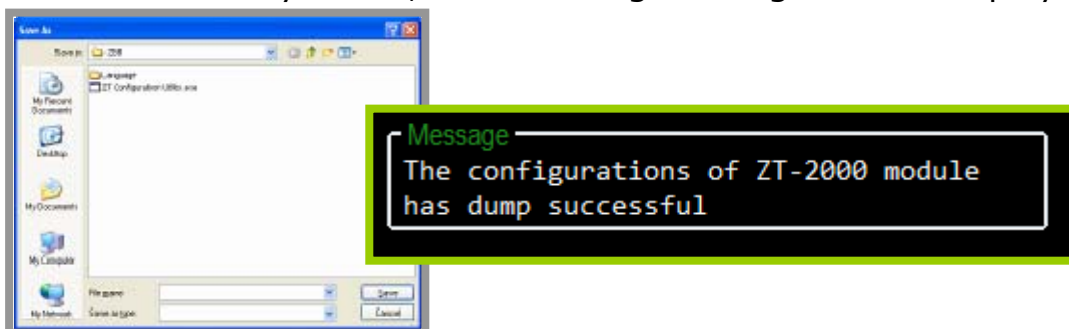 Save As
Save in:
Language
ZT Configuration Utility.exe
My Recent
Documents
Desktop
My Documents
My Computer
My Network
File name:
Save as type:
Save
Cancel
Message
The configurations of ZT-2000 module
has dump successful